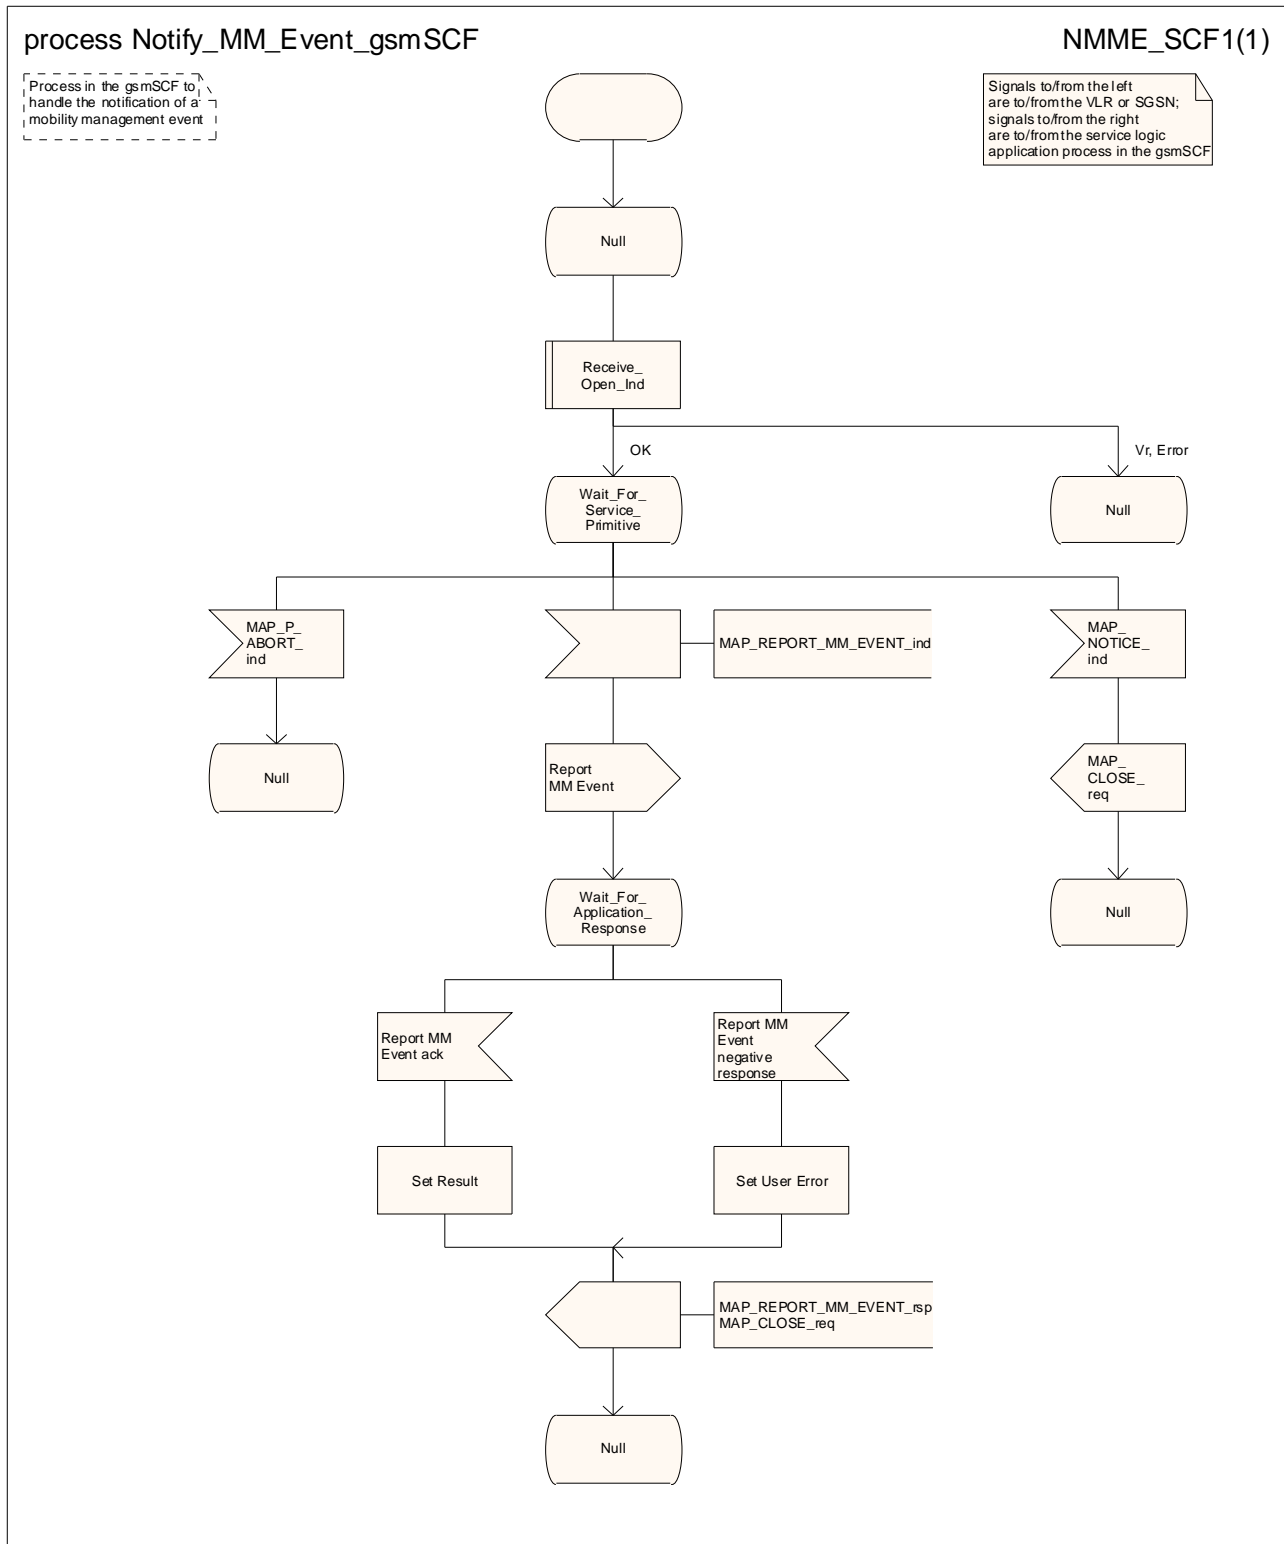 process Notify_MM_Event_gsmSCF
NMME_SCF1(1)
Process in the gsmSCF to
handle the notification of a
mobility management event
Signals to/from the left
are to/from the VLR or SGSN;
signals to/from the right
are to/from the service logic
application process in the gsmSCF
Null
Receive_
Open_Ind
OK
Vr, Error
Wait_For_
Service_
Primitive
Null
MAP_P_
ABORT_
ind
MAP_REPORT_MM_EVENT_ind
MAP_
NOTICE_
ind
Null
Report
MM Event
MAP_
CLOSE_
req
Wait_For_
Application_
Response
Null
Report MM
Event ack
Report MM
Event
negative
response
Set Result
Set User Error
MAP_REPORT_MM_EVENT_rsp
MAP_CLOSE_req
Null